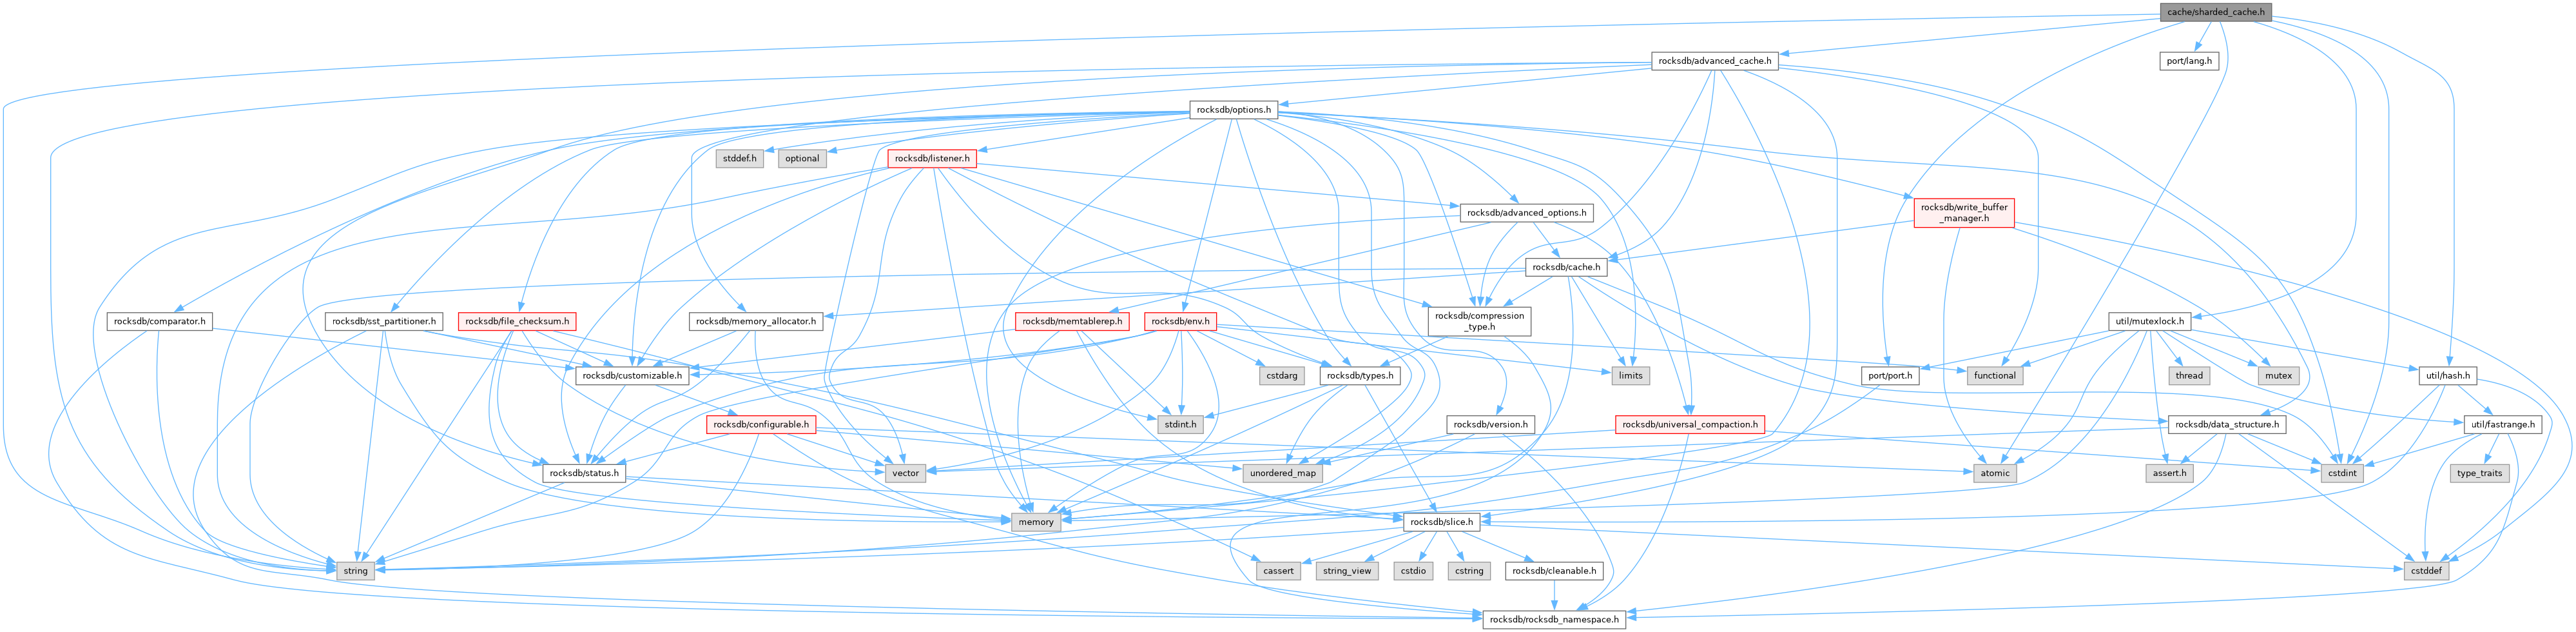 cache/sharded_cache.h
rocksdb/advanced_cache.h
port/lang.h
rocksdb/options.h
stddef.h
optional
rocksdb/listener.h
rocksdb/advanced_options.h
rocksdb/write_buffer
_manager.h
rocksdb/cache.h
rocksdb/comparator.h
rocksdb/sst_partitioner.h
rocksdb/file_checksum.h
rocksdb/memory_allocator.h
rocksdb/memtablerep.h
rocksdb/env.h
rocksdb/compression
_type.h
util/mutexlock.h
rocksdb/customizable.h
cstdarg
rocksdb/types.h
limits
port/port.h
functional
thread
mutex
util/hash.h
rocksdb/configurable.h
stdint.h
rocksdb/version.h
rocksdb/universal_compaction.h
rocksdb/data_structure.h
util/fastrange.h
rocksdb/status.h
vector
unordered_map
atomic
assert.h
cstdint
type_traits
memory
rocksdb/slice.h
string
cassert
string_view
cstdio
cstring
rocksdb/cleanable.h
cstddef
rocksdb/rocksdb_namespace.h